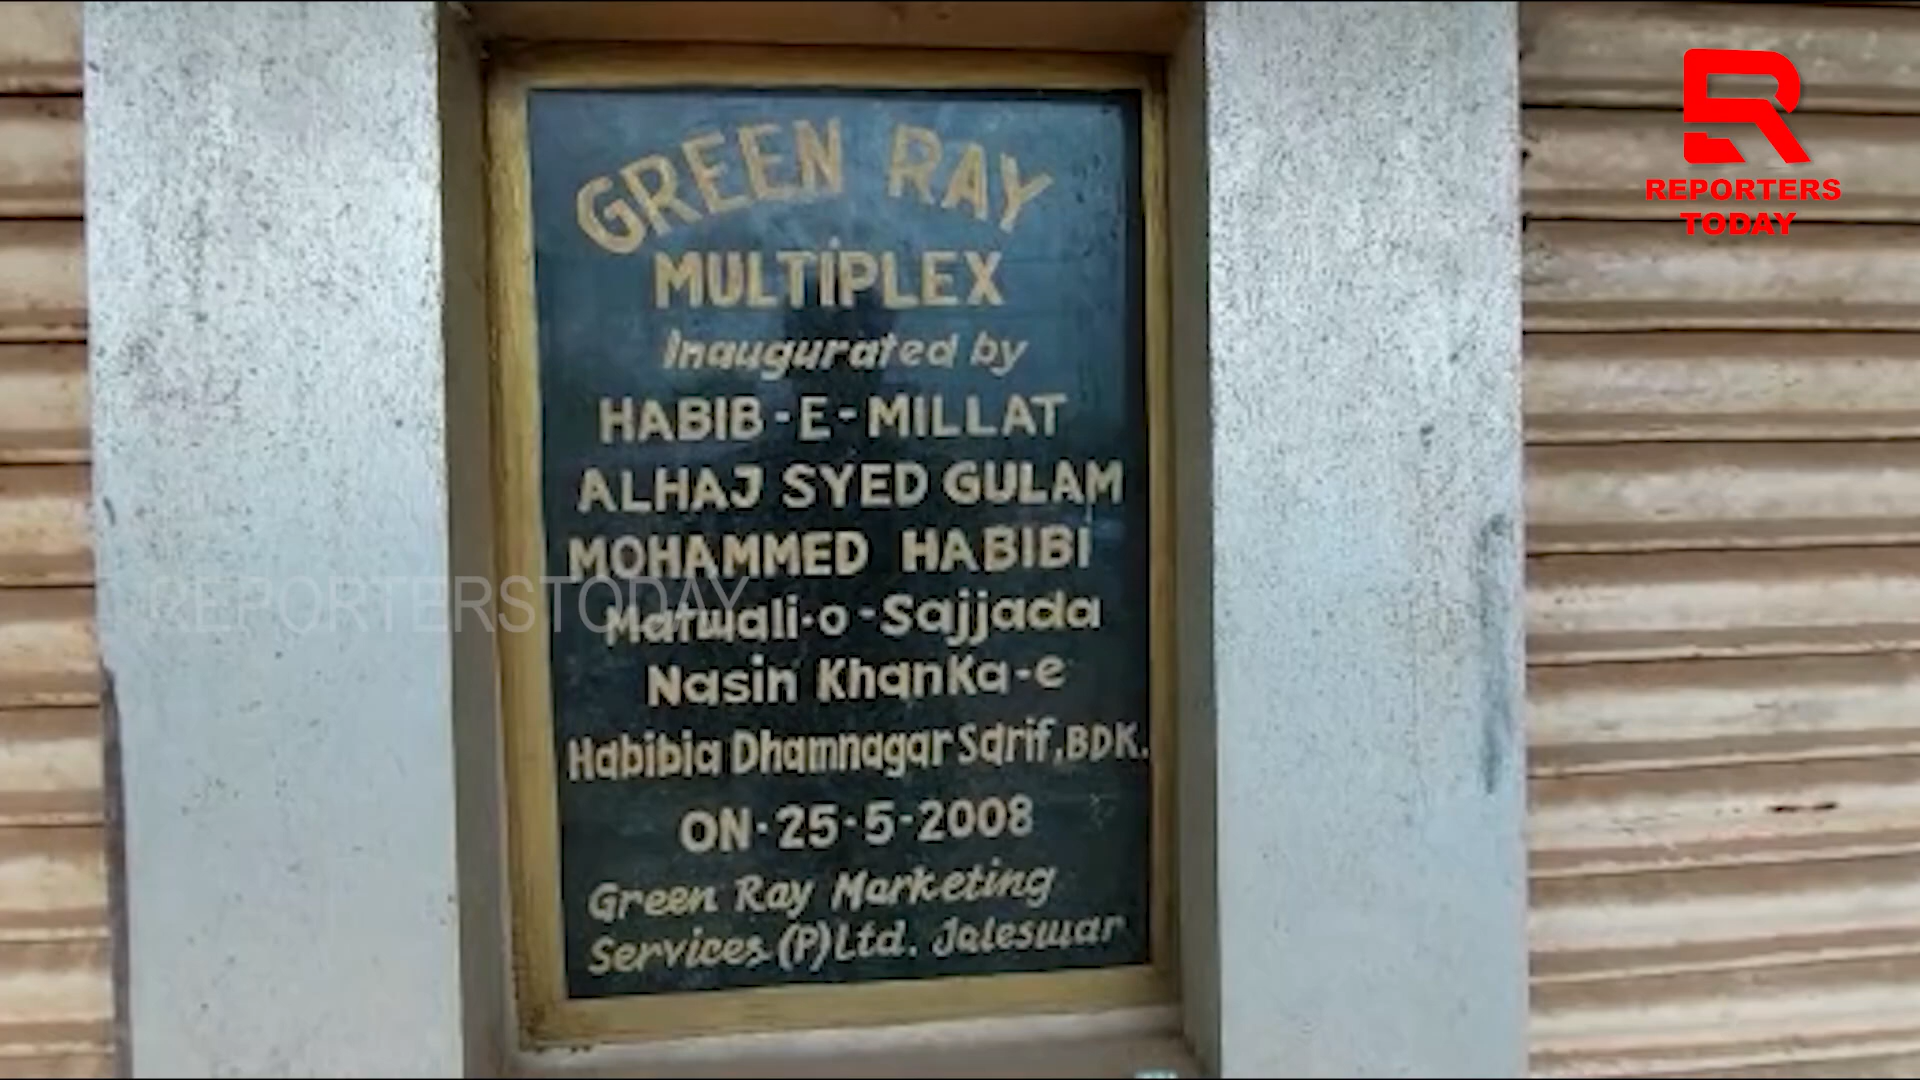 GREEN RAY
MULTIPLEX
Inaugurated by
HABIB-E-MILLAT
ALHAJ SYED GULAM
MOHAMMED HABIBI
Matwali-o-Sajjada
Nasin Khanka-e
Habibia Dhamnagar Sarif, BDK.
ON-25-5-2008
Green Ray Marketing
Services (P) Ltd. Jaleswar
REPORTERS
TODAY
REPORTERSTODAY